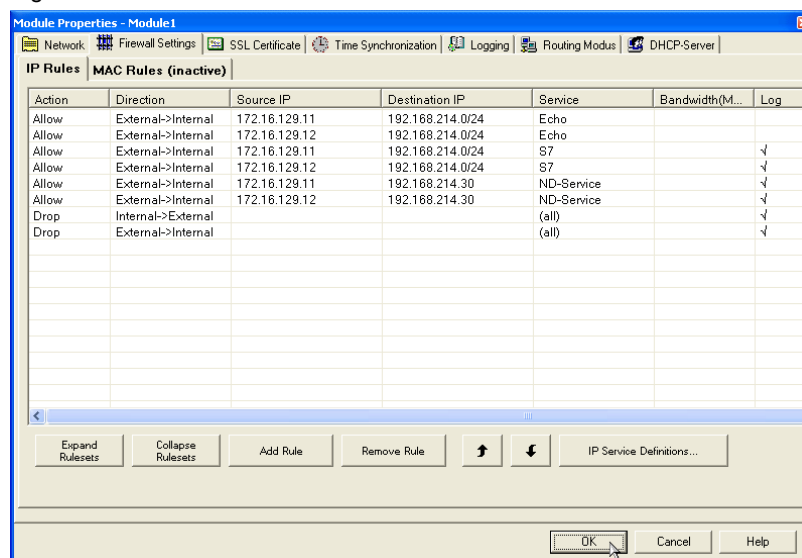 Module Properties - Module1
Network Firewall Settings SSL Certificate Time Synchronization Logging Routing Modus DHCP-Server
IP Rules MAC Rules (inactive)
Action Direction Source IP Destination IP Service Bandwidth(M... Log
Allow External->Internal 172.16.129.11 192.168.214.0/24 Echo
Allow External->Internal 172.16.129.12 192.168.214.0/24 Echo
Allow External->Internal 172.16.129.11 192.168.214.0/24 S7 √
Allow External->Internal 172.16.129.12 192.168.214.0/24 S7 √
Allow External->Internal 172.16.129.11 192.168.214.30 ND-Service √
Allow External->Internal 172.16.129.12 192.168.214.30 ND-Service √
Drop Internal->External (all) √
Drop External->Internal (all) √
Expand Rulesets Collapse Rulesets Add Rule Remove Rule IP Service Definitions...
OK Cancel Help